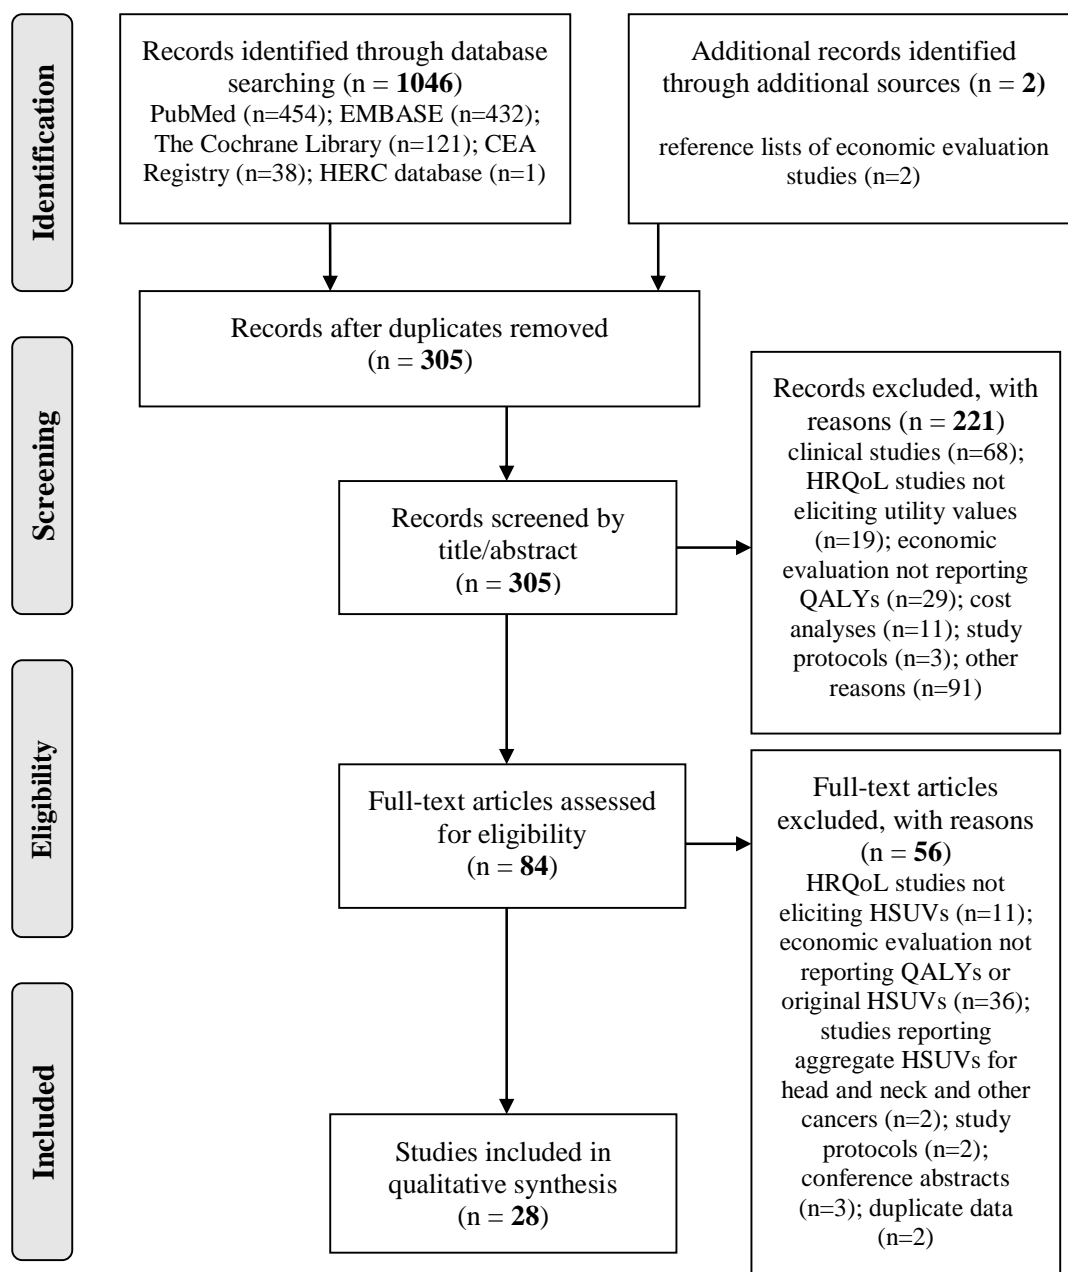 Identification
Records identified through database
searching (n = 1046)
PubMed (n=454); EMBASE (n=432);
The Cochrane Library (n=121); CEA
Registry (n=38); HERC database (n=1)
Additional records identified
through additional sources (n = 2)
reference lists of economic evaluation
studies (n=2)
Records after duplicates removed
(n = 305)
Screening
Records screened by
title/abstract
(n = 305)
Records excluded, with
reasons (n = 221)
clinical studies (n=68);
HRQoL studies not
eliciting utility values
(n=19); economic
evaluation not reporting
QALYs (n=29); cost
analyses (n=11); study
protocols (n=3); other
reasons (n=91)
Eligibility
Full-text articles assessed
for eligibility
(n = 84)
Full-text articles
excluded, with reasons
(n = 56)
HRQoL studies not
eliciting HSUVs (n=11);
economic evaluation not
reporting QALYs or
original HSUVs (n=36);
studies reporting
aggregate HSUVs for
head and neck and other
cancers (n=2); study
protocols (n=2);
conference abstracts
(n=3); duplicate data
(n=2)
Included
Studies included in
qualitative synthesis
(n = 28)